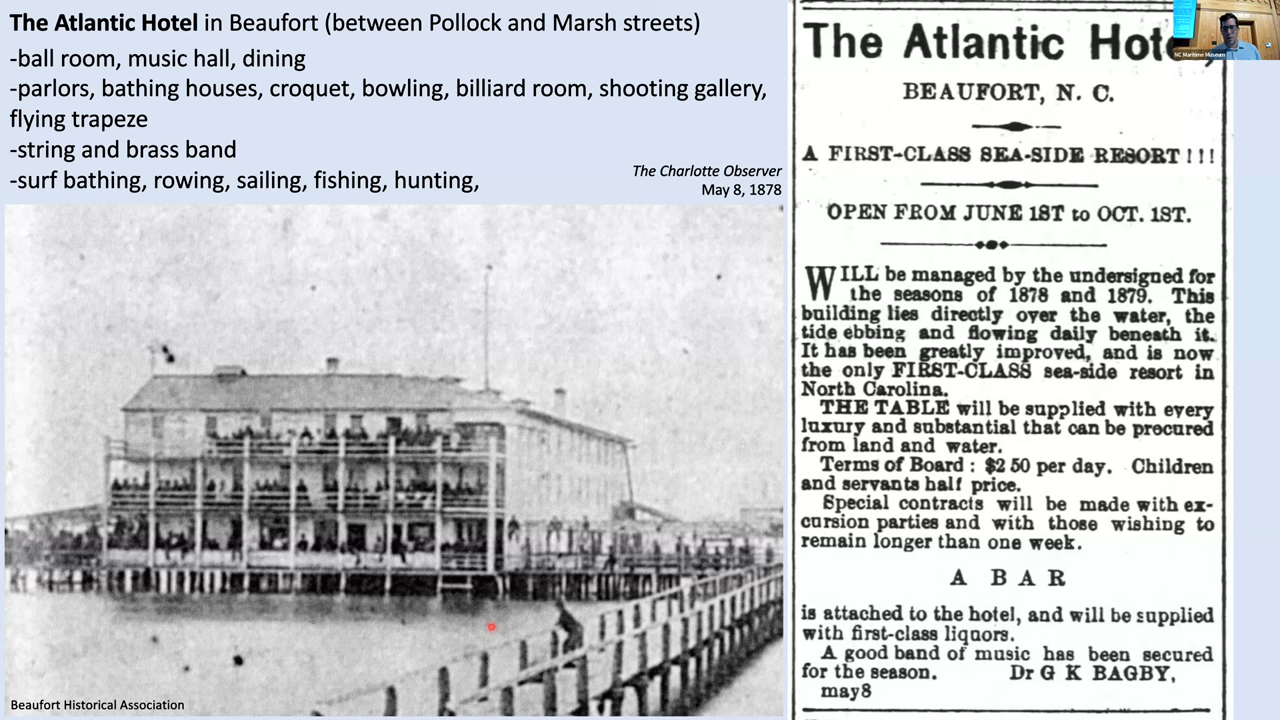 The Atlantic Hotel in Beaufort (between Pollock and Marsh streets)
-ball room, music hall, dining
-parlors, bathing houses, croquet, bowling, billiard room, shooting gallery,
flying trapeze
-string and brass band
-surf bathing, rowing, sailing, fishing, hunting,
The Charlotte Observer
May 8, 1878
Beaufort Historical Association
The Atlantic
BEAUFORT, N. C.
A FIRST-CLASS SEA-SIDE RESORT!!!
OPEN FROM JUNE 1ST to OCT. 1ST.
WILL be managed by the undersigned for
the seasons of 1878 and 1879. This
building lies directly over the water, the
tide ebbing and flowing daily beneath it.
It has been greatly improved, and is now
the only FIRST-CLASS sea-side resort in
North Carolina.
THE TABLE will be supplied with every
luxury and substantial that can be procured
from land and water.
Terms of Board: $2 50 per day. Children
and servants half price.
Special contracts will be made with ex-
cursion parties and with those wishing to
remain longer than one week.
A BAR
is attached to the hotel, and will be supplied
with first-class liquors.
A good band of music has been secured
for the season. Dr G K BAGBY,
may8
NC Maritime Museum